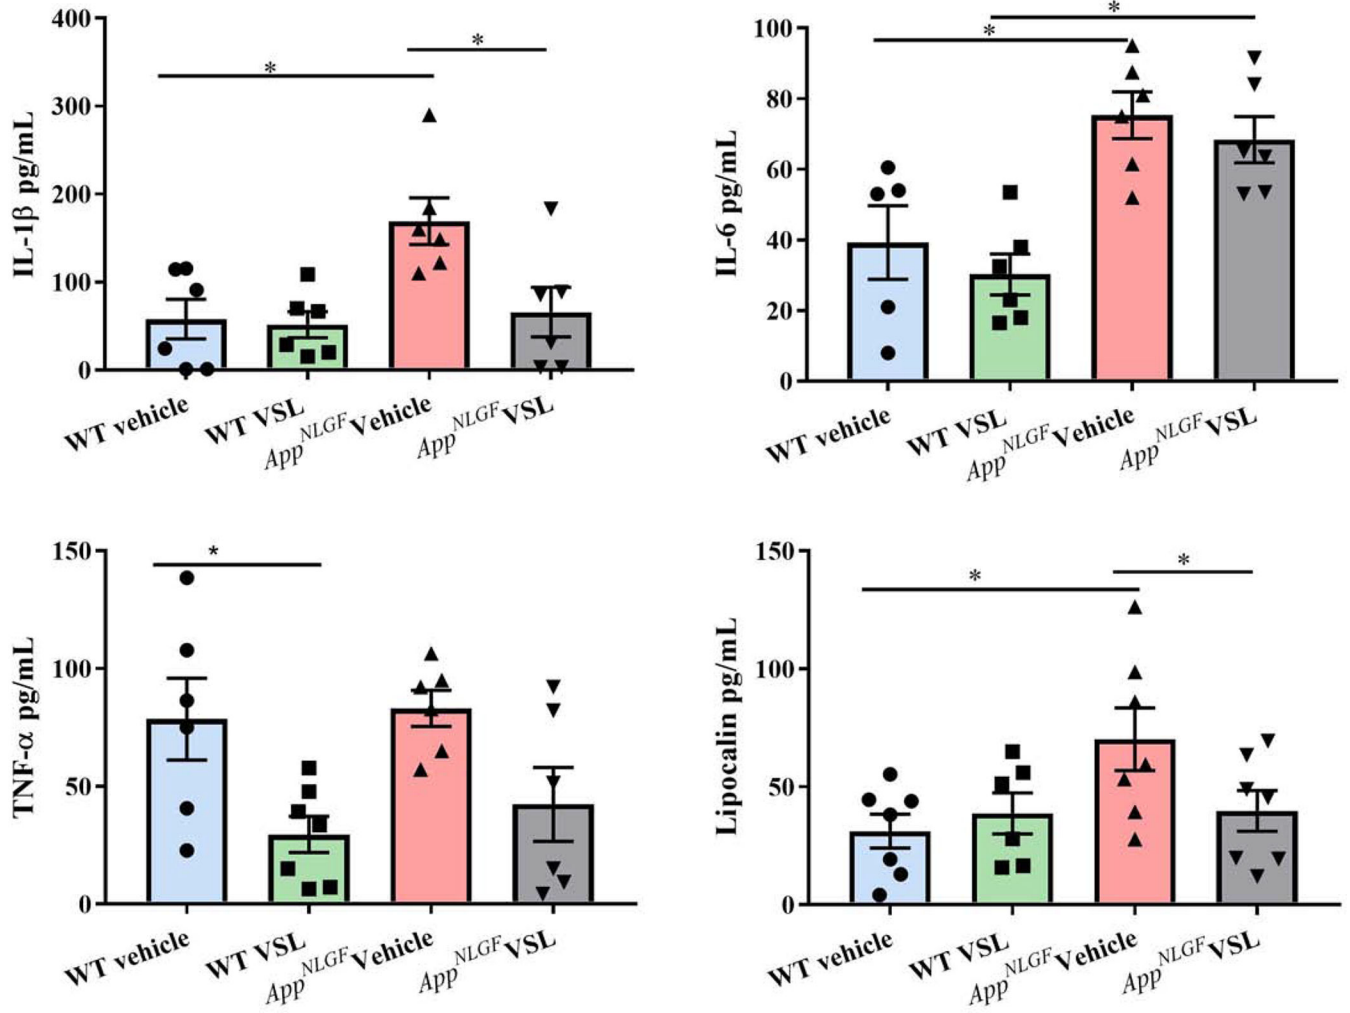 400
300
200
100
0
IL-1β pg/mL
*
*
WT vehicle
WT VSL
App^NLGF Vehicle
App^NLGF VSL
100
80
60
40
20
0
IL-6 pg/mL
*
*
WT vehicle
WT VSL
App^NLGF Vehicle
App^NLGF VSL
150
100
50
0
TNF-α pg/mL
*
WT vehicle
WT VSL
App^NLGF Vehicle
App^NLGF VSL
150
100
50
0
Lipocalin pg/mL
*
*
WT vehicle
WT VSL
App^NLGF Vehicle
App^NLGF VSL